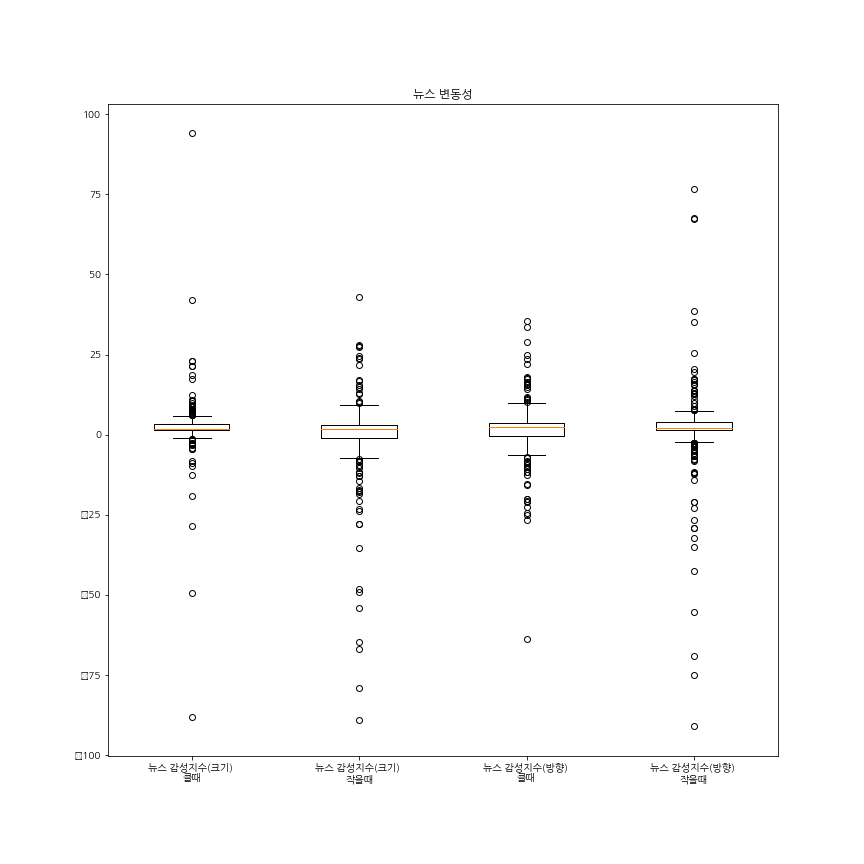 뉴스 변동성
100
75
50
25
0
□25
□50
□75
□100
뉴스 감성지수(크기)
클때
뉴스 감성지수(크기)
작을때
뉴스 감성지수(방향)
클때
뉴스 감성지수(방향)
작을때